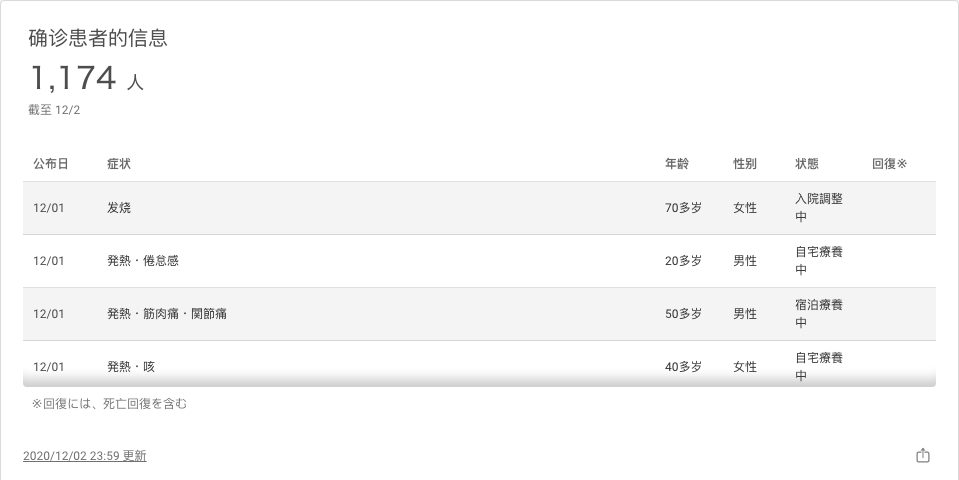 确诊患者的信息
1,174 人
截至 12/2
公布日 症状 年龄 性别 状態 回復※
12/01 发烧 70多岁 女性 入院調整
中
12/01 発熱・倦怠感 20多岁 男性 自宅療養
中
12/01 発熱・筋肉痛・関節痛 50多岁 男性 宿泊療養
中
12/01 発熱・咳 40多岁 女性 自宅療養
中
※回復には、死亡回復を含む
2020/12/02 23:59 更新